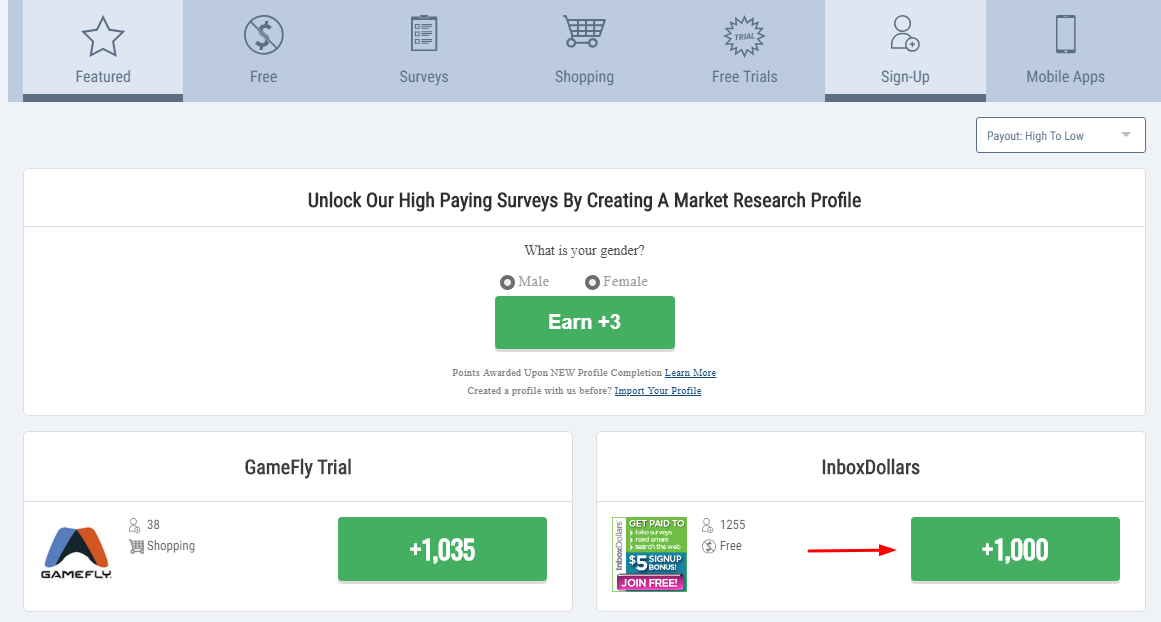 Featured
Free
Surveys
Shopping
TRIAL
Free Trials
Sign-Up
Mobile Apps
Payout: High To Low
Unlock Our High Paying Surveys By Creating A Market Research Profile
What is your gender?
Male Female
Earn +3
Points Awarded Upon NEW Profile Completion Learn More
Created a profile with us before? Import Your Profile
GameFly Trial
GAMEFLY.
38
Shopping
+1,035
InboxDollars
InboxDollars
GET PAID TO
take surveys
read emails
search the web
$5 SIGNUP BONUS!
JOIN FREE!
1255
Free
+1,000